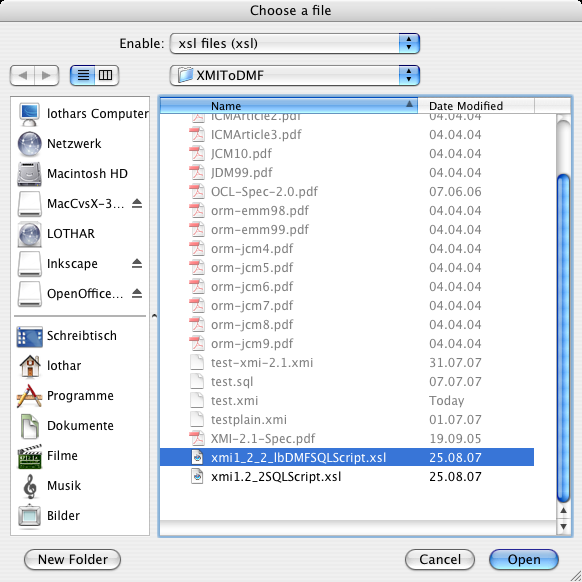 Choose a file
Enable: xsl files (xsl)
XMIToDMF
lothars Computer
Netzwerk
Macintosh HD
MacCvsX-3...
LOTHAR
Inkscape
OpenOffice...
Schreibtisch
lothar
Programme
Dokumente
Filme
Musik
Bilder
Name Date Modified
ICMArticle2.pdf 04.04.04
ICMArticle3.pdf 04.04.04
JCM10.pdf 04.04.04
JDM99.pdf 04.04.04
OCL-Spec-2.0.pdf 07.06.06
orm-emm98.pdf 04.04.04
orm-emm99.pdf 04.04.04
orm-jcm4.pdf 04.04.04
orm-jcm5.pdf 04.04.04
orm-jcm6.pdf 04.04.04
orm-jcm7.pdf 04.04.04
orm-jcm8.pdf 04.04.04
orm-jcm9.pdf 04.04.04
test-xmi-2.1.xmi 31.07.07
test.sql 07.07.07
test.xmi Today
testplain.xmi 01.07.07
XMI-2.1-Spec.pdf 19.09.05
xmi1_2_2_lbDMFSQLScript.xsl 25.08.07
xmi1.2_2SQLScript.xsl 25.08.07
New Folder
Cancel
Open